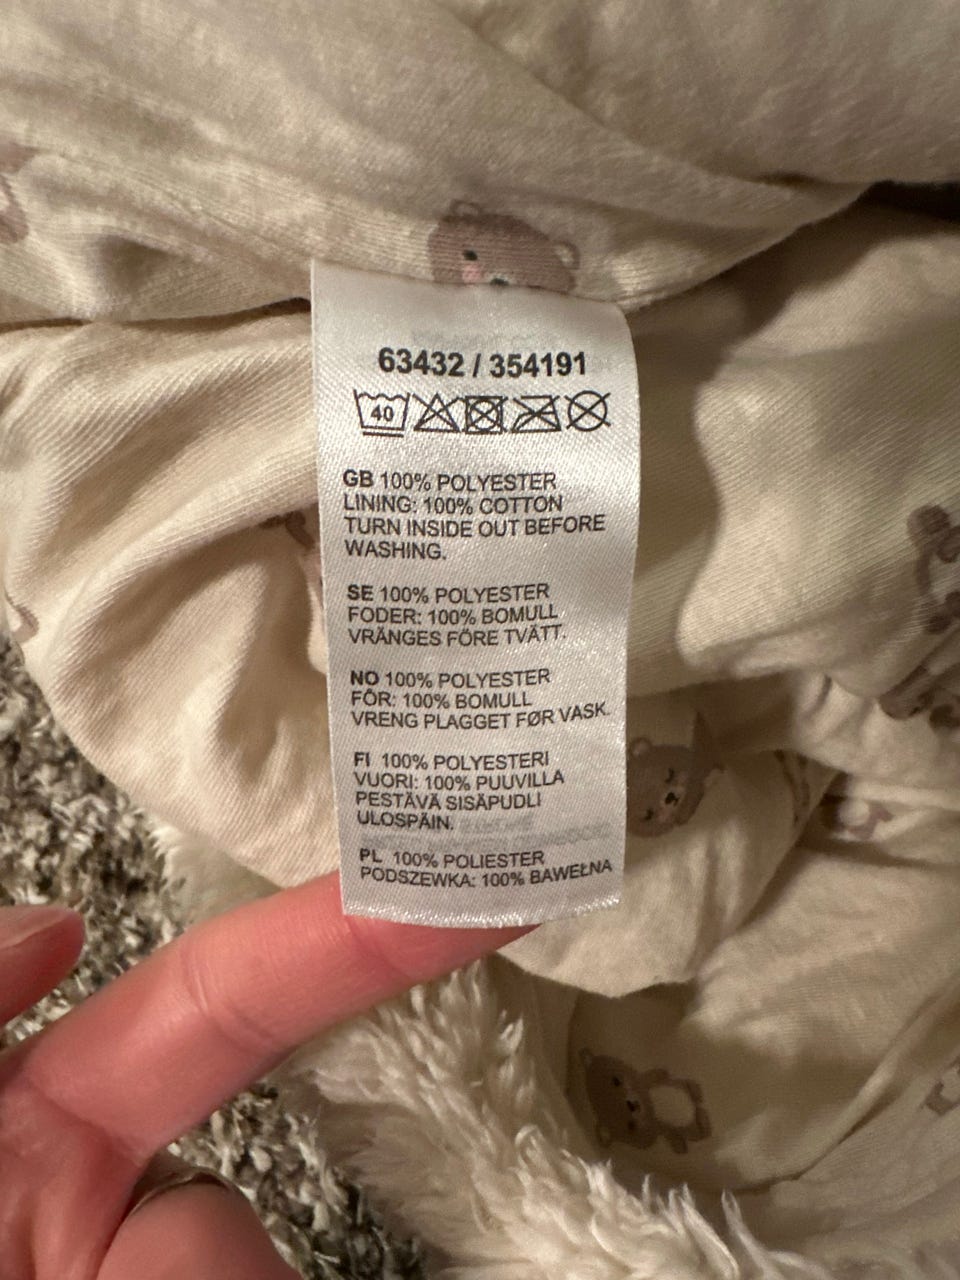 63432 / 354191
40
GB 100% POLYESTER
LINING: 100% COTTON
TURN INSIDE OUT BEFORE
WASHING.
SE 100% POLYESTER
FODER: 100% BOMULL
VRÄNGES FÖRE TVÄTT.
NO 100% POLYESTER
FÔR: 100% BOMULL
VRENG PLAGGET FØR VASK.
FI 100% POLYESTERI
VUORI: 100% PUUVILLA
PESTÄVÄ SISÄPUOLI
ULOSPÄIN.
PL 100% POLIESTER
PODSZEWKA: 100% BAWEŁNA